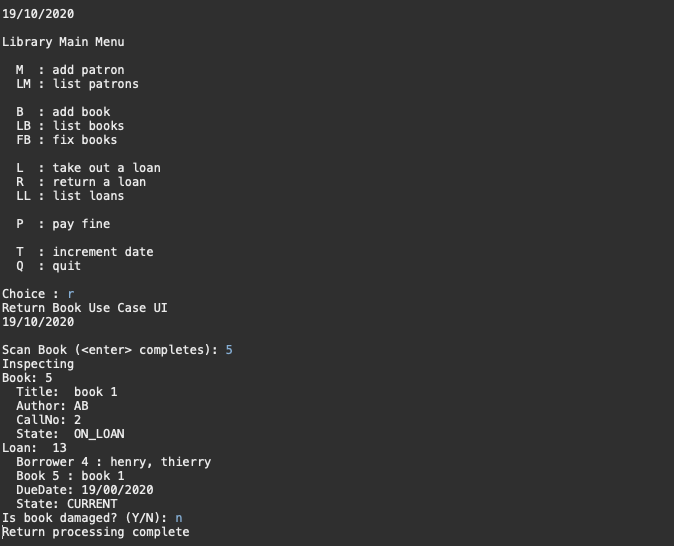 19/10/2020
Library Main Menu
M  : add patron
LM : list patrons
B  : add book
LB : list books
FB : fix books
L  : take out a loan
R  : return a loan
LL : list loans
P  : pay fine
T  : increment date
Q  : quit
Choice : r
Return Book Use Case UI
19/10/2020
Scan Book (<enter> completes): 5
Inspecting
Book: 5
Title:  book 1
Author: AB
CallNo: 2
State:  ON_LOAN
Loan:  13
Borrower 4 : henry, thierry
Book 5 : book 1
DueDate: 19/00/2020
State: CURRENT
Is book damaged? (Y/N): n
Return processing complete